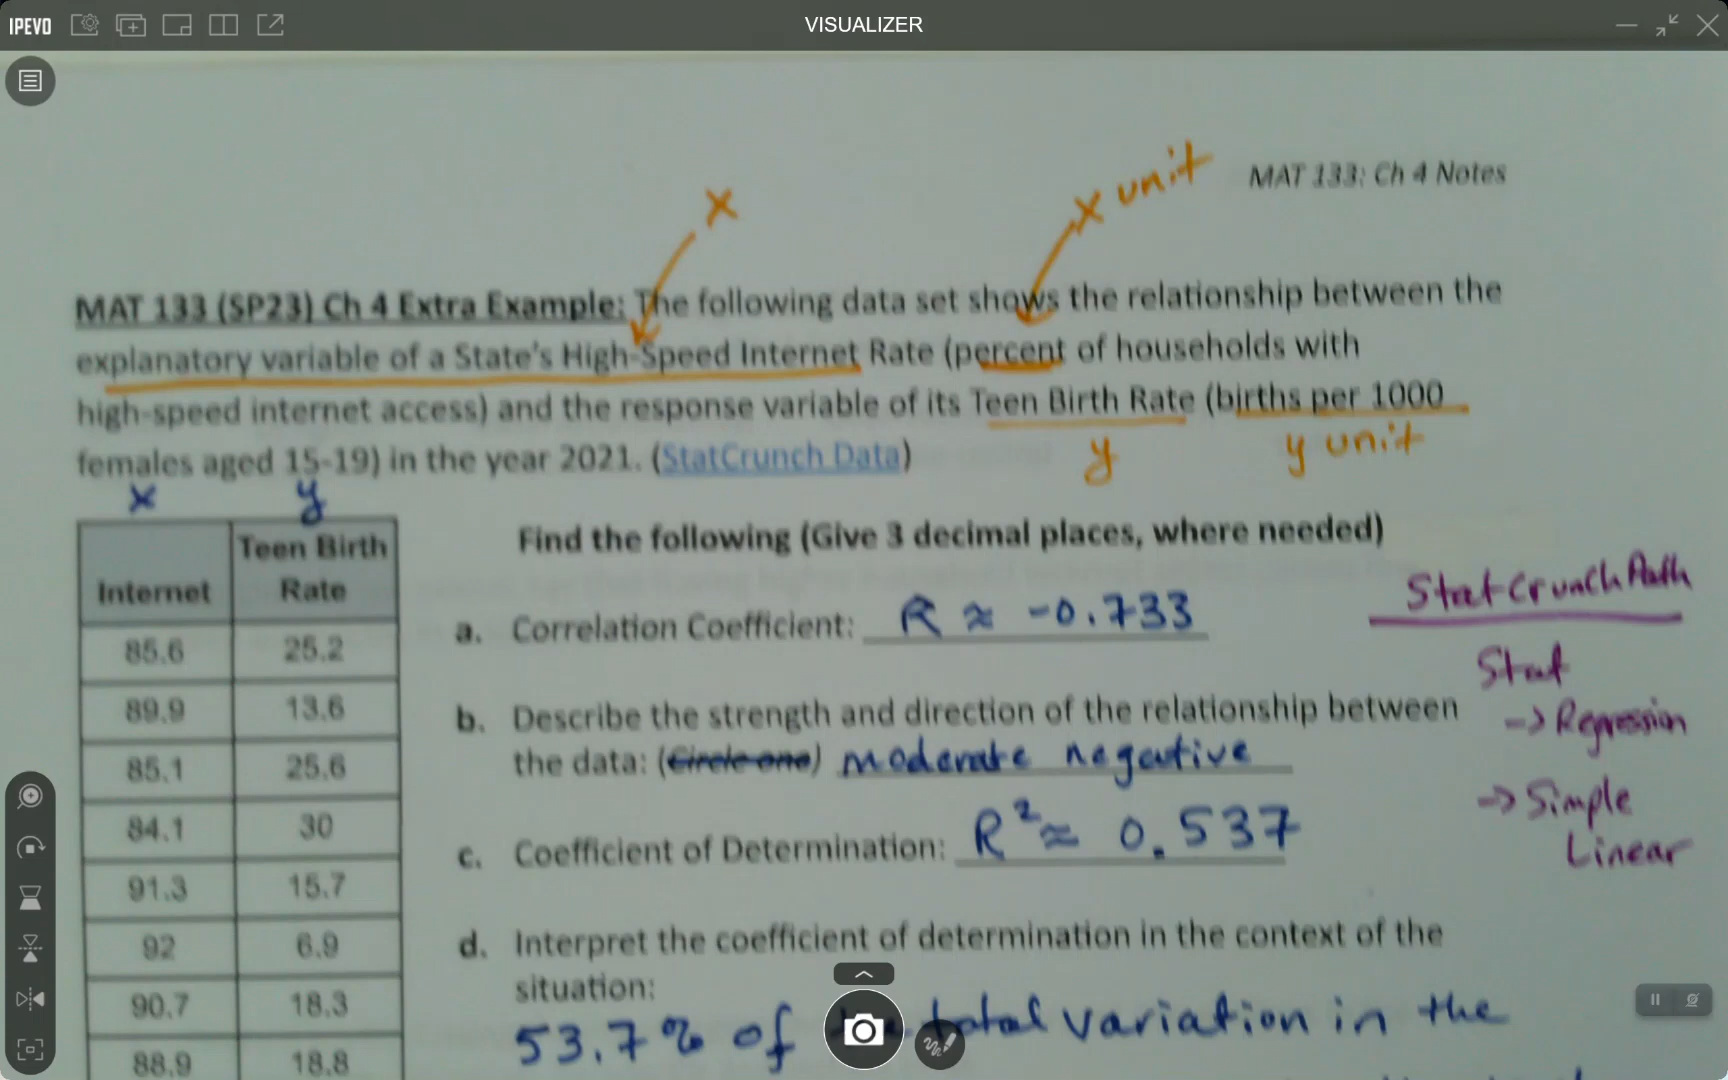 IPEVO
VISUALIZER
x
x unit
MAT 133: Ch 4 Notes
MAT 133 (SP23) Ch 4 Extra Example: The following data set shows the relationship between the
explanatory variable of a State's High-Speed Internet Rate (percent of households with
high-speed internet access) and the response variable of its Teen Birth Rate (births per 1000
females aged 15-19) in the year 2021. (StatCrunch Data)
y
y unit
x y
Internet Teen Birth Rate
85.6 25.2
89.9 13.6
85.1 25.6
84.1 30
91.3 15.7
92 6.9
90.7 18.3
88.9 18.8
Find the following (Give 3 decimal places, where needed)
a. Correlation Coefficient: R ≈ -0.733
b. Describe the strength and direction of the relationship between
the data: (Circle one) moderate negative
c. Coefficient of Determination: R² ≈ 0.537
d. Interpret the coefficient of determination in the context of the
situation:
53.7% of the total variation in the
StatCrunch Path
Stat
-> Regression
-> Simple
Linear